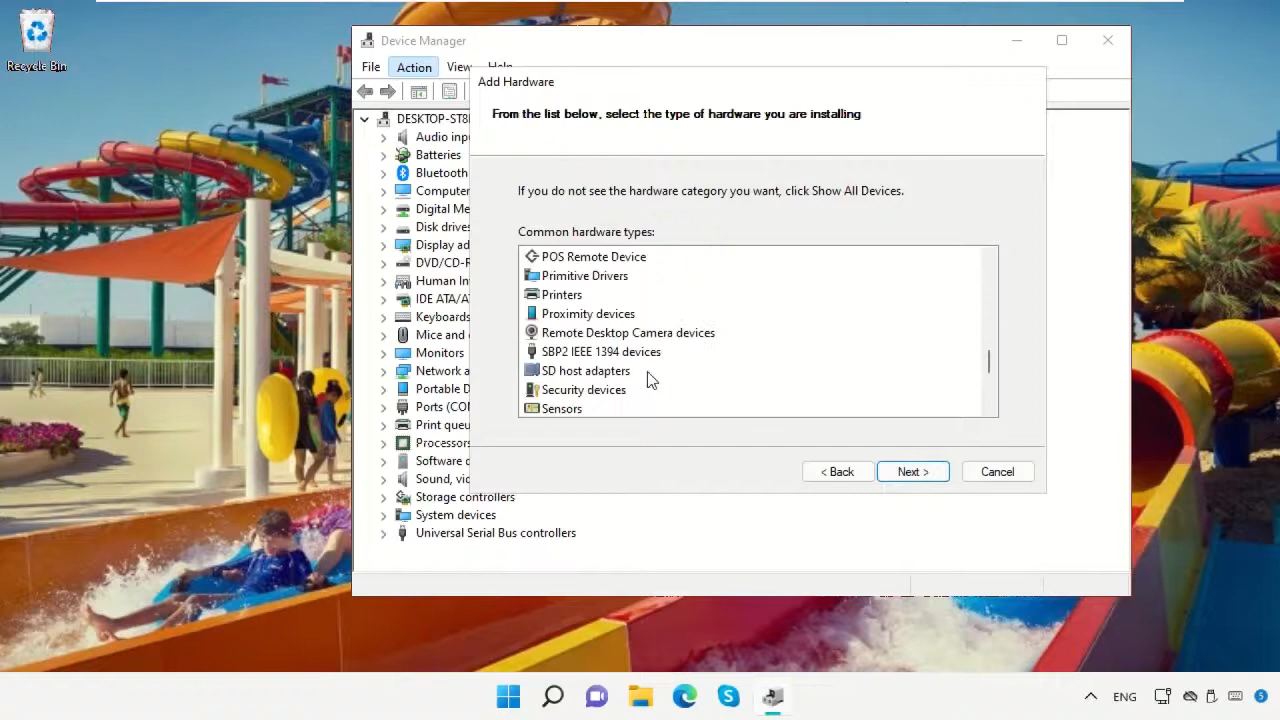 Recycle Bin
Device Manager
File Action View Help
Add Hardware
From the list below, select the type of hardware you are installing
DESKTOP-ST8
Audio inpu
Batteries
Bluetooth
Computer
Digital Me
Disk drives
Display ad
DVD/CD-R
Human In
IDE ATA/A
Keyboards
Mice and
Monitors
Network a
Portable D
Ports (CO
Print queu
Processors
Software d
Sound, vid
Storage controllers
System devices
Universal Serial Bus controllers
If you do not see the hardware category you want, click Show All Devices.
Common hardware types:
POS Remote Device
Primitive Drivers
Printers
Proximity devices
Remote Desktop Camera devices
SBP2 IEEE 1394 devices
SD host adapters
Security devices
Sensors
< Back
Next >
Cancel
ENG
5